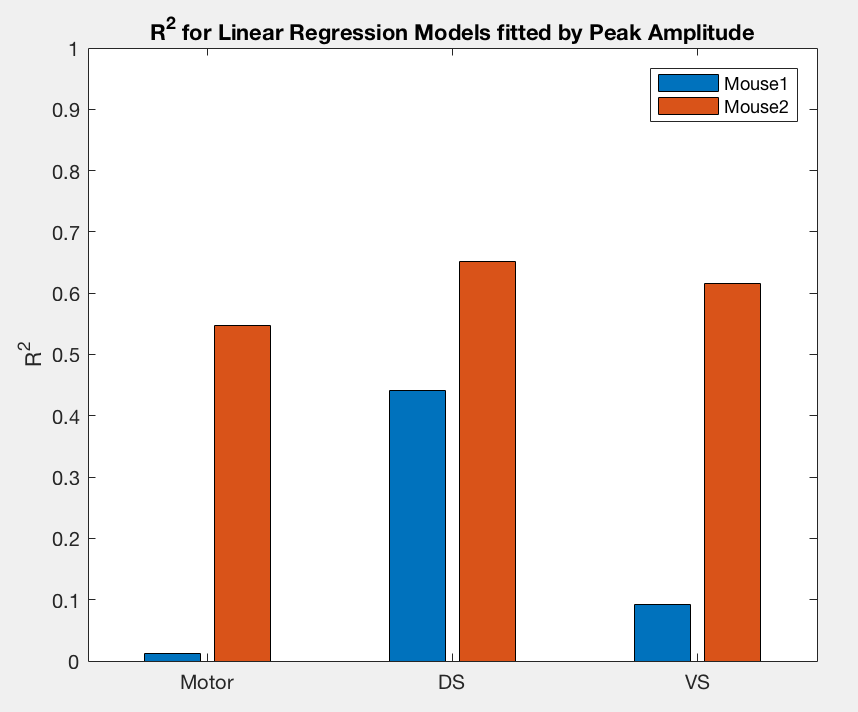 R² for Linear Regression Models fitted by Peak Amplitude
Mouse1
Mouse2
R²
1
0.9
0.8
0.7
0.6
0.5
0.4
0.3
0.2
0.1
0
Motor DS VS